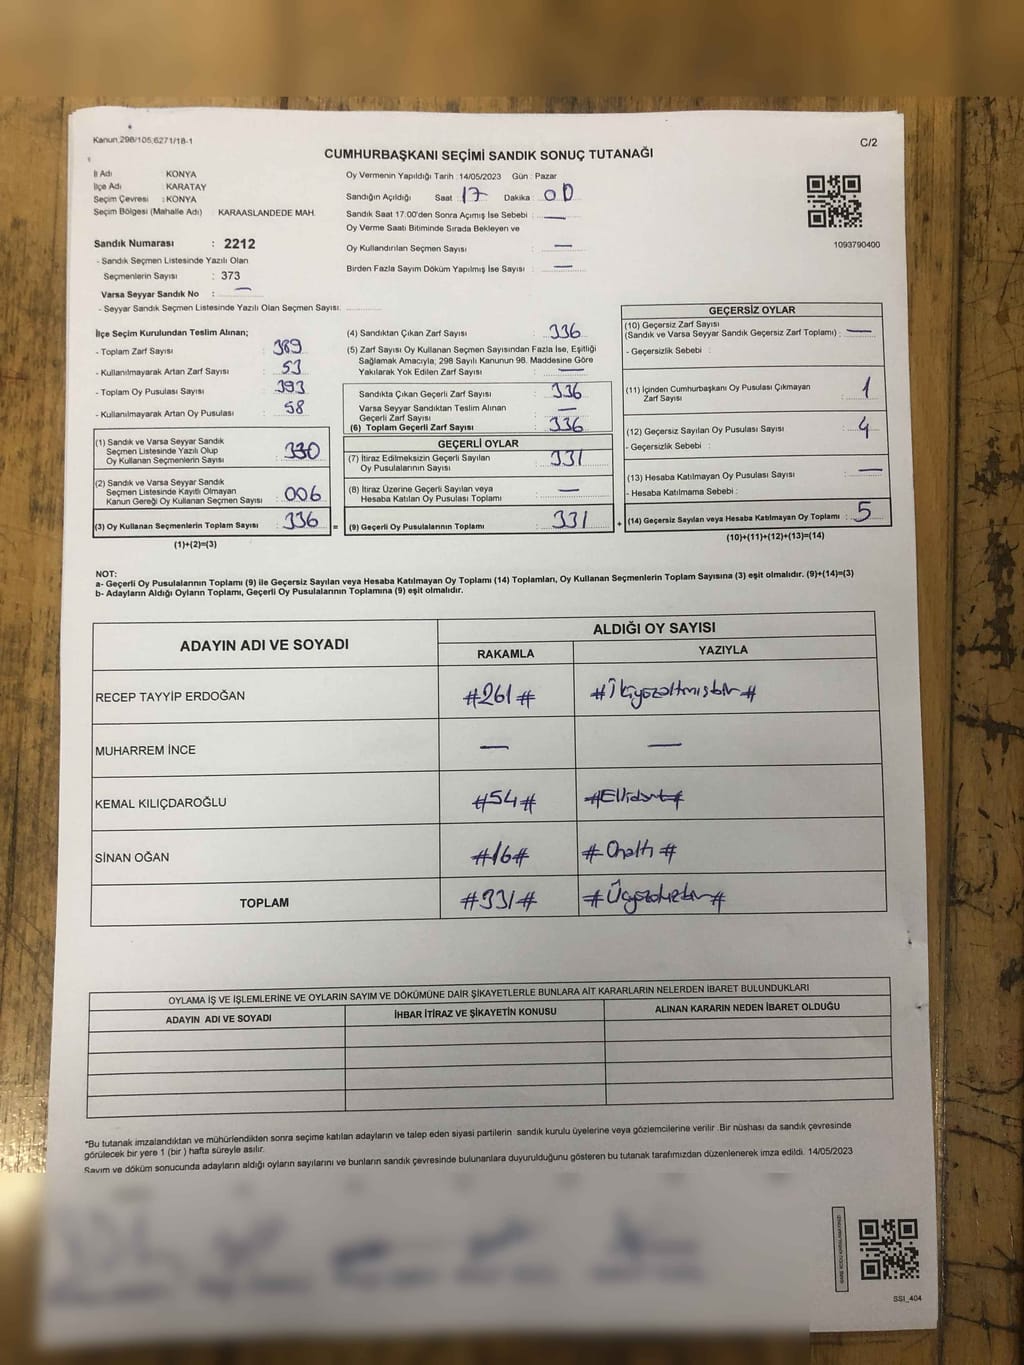 Kanun 298/105,6271/18-1
C/2
CUMHURBAŞKANI SEÇİMİ SANDIK SONUÇ TUTANAĞI
İl Adı KONYA
İlçe Adı KARATAY
Seçim Çevresi : KONYA
Seçim Bölgesi (Mahalle Adı) KARAASLANDEDE MAH.
Sandık Numarası : 2212
- Sandık Seçmen Listesinde Yazılı Olan
Seçmenlerin Sayısı : 373
Varsa Seyyar Sandık No : —
- Seyyar Sandık Seçmen Listesinde Yazılı Olan Seçmen Sayısı:
Oy Vermenin Yapıldığı Tarih : 14/05/2023 Gün : Pazar
Sandığın Açıldığı Saat 17 Dakika 00
Sandık Saat 17:00'den Sonra Açımış İse Sebebi : —
Oy Verme Saati Bitiminde Sırada Bekleyen ve
Oy Kullandırılan Seçmen Sayısı —
Birden Fazla Sayım Döküm Yapılmış İse Sayısı : —
1093790400
İlçe Seçim Kurulundan Teslim Alınan;
- Toplam Zarf Sayısı : 389
- Kullanılmayarak Artan Zarf Sayısı : 53
- Toplam Oy Pusulası Sayısı : 393
- Kullanılmayarak Artan Oy Pusulası : 58
(1) Sandık ve Varsa Seyyar Sandık
Seçmen Listesinde Yazılı Olup
Oy Kullanan Seçmenlerin Sayısı 330
(2) Sandık ve Varsa Seyyar Sandık
Seçmen Listesinde Kayıtlı Olmayan
Kanun Gereği Oy Kullanan Seçmen Sayısı 006
(3) Oy Kullanan Seçmenlerin Toplam Sayısı 336 =
(1)+(2)=(3)
(4) Sandıktan Çıkan Zarf Sayısı : 336
(5) Zarf Sayısı Oy Kullanan Seçmen Sayısından Fazla İse, Eşitliği
Sağlamak Amacıyla, 298 Sayılı Kanunun 98. Maddesine Göre
Yakılarak Yok Edilen Zarf Sayısı : —
Sandıkta Çıkan Geçerli Zarf Sayısı : 336
Varsa Seyyar Sandıktan Teslim Alınan
Geçerli Zarf Sayısı : —
(6) Toplam Geçerli Zarf Sayısı : 336
GEÇERLİ OYLAR
(7) İtiraz Edilmeksizin Geçerli Sayılan
Oy Pusulalarının Sayısı : 331
(8) İtiraz Üzerine Geçerli Sayılan veya
Hesaba Katılan Oy Pusulası Toplamı : —
(9) Geçerli Oy Pusulalarının Toplamı : 331 +
GEÇERSİZ OYLAR
(10) Geçersiz Zarf Sayısı
(Sandık ve Varsa Seyyar Sandık Geçersiz Zarf Toplamı) : —
- Geçersizlik Sebebi :
(11) İçinden Cumhurbaşkanı Oy Pusulası Çıkmayan
Zarf Sayısı : 1
(12) Geçersiz Sayılan Oy Pusulası Sayısı : 4
- Geçersizlik Sebebi :
(13) Hesaba Katılmayan Oy Pusulası Sayısı : —
- Hesaba Katılmama Sebebi :
(14) Geçersiz Sayılan veya Hesaba Katılmayan Oy Toplamı : 5
(10)+(11)+(12)+(13)=(14)
NOT:
a- Geçerli Oy Pusulalarının Toplamı (9) ile Geçersiz Sayılan veya Hesaba Katılmayan Oy Toplamı (14) Toplamları, Oy Kullanan Seçmenlerin Toplam Sayısına (3) eşit olmalıdır. (9)+(14)=(3)
b- Adayların Aldığı Oyların Toplamı, Geçerli Oy Pusulalarının Toplamına (9) eşit olmalıdır.
ADAYIN ADI VE SOYADI
ALDIĞI OY SAYISI
RAKAMLA YAZIYLA
RECEP TAYYİP ERDOĞAN #261# #İkiyüzaltmışbir#
MUHARREM İNCE — —
KEMAL KILIÇDAROĞLU #54# #Ellidört#
SİNAN OĞAN #16# #Onaltı#
TOPLAM #331# #Üçyüzotuzbir#
OYLAMA İŞ VE İŞLEMLERİNE VE OYLARIN SAYIM VE DÖKÜMÜNE DAİR ŞİKAYETLERLE BUNLARA AİT KARARLARIN NELERDEN İBARET BULUNDUKLARI
ADAYIN ADI VE SOYADI İHBAR İTİRAZ VE ŞİKAYETİN KONUSU ALINAN KARARIN NEDEN İBARET OLDUĞU
*Bu tutanak imzalandıktan ve mühürlendikten sonra seçime katılan adayların ve talep eden siyasi partilerin sandık kurulu üyelerine veya gözlemcilerine verilir. Bir nüshası da sandık çevresinde
görülecek bir yere 1 (bir ) hafta süreyle asılır.
Sayım ve döküm sonucunda adayların aldığı oyların sayılarını ve bunların sandık çevresinde bulunanlara duyurulduğunu gösteren bu tutanak tarafımızdan düzenlenerek imza edildi. 14/05/2023
SSI_404